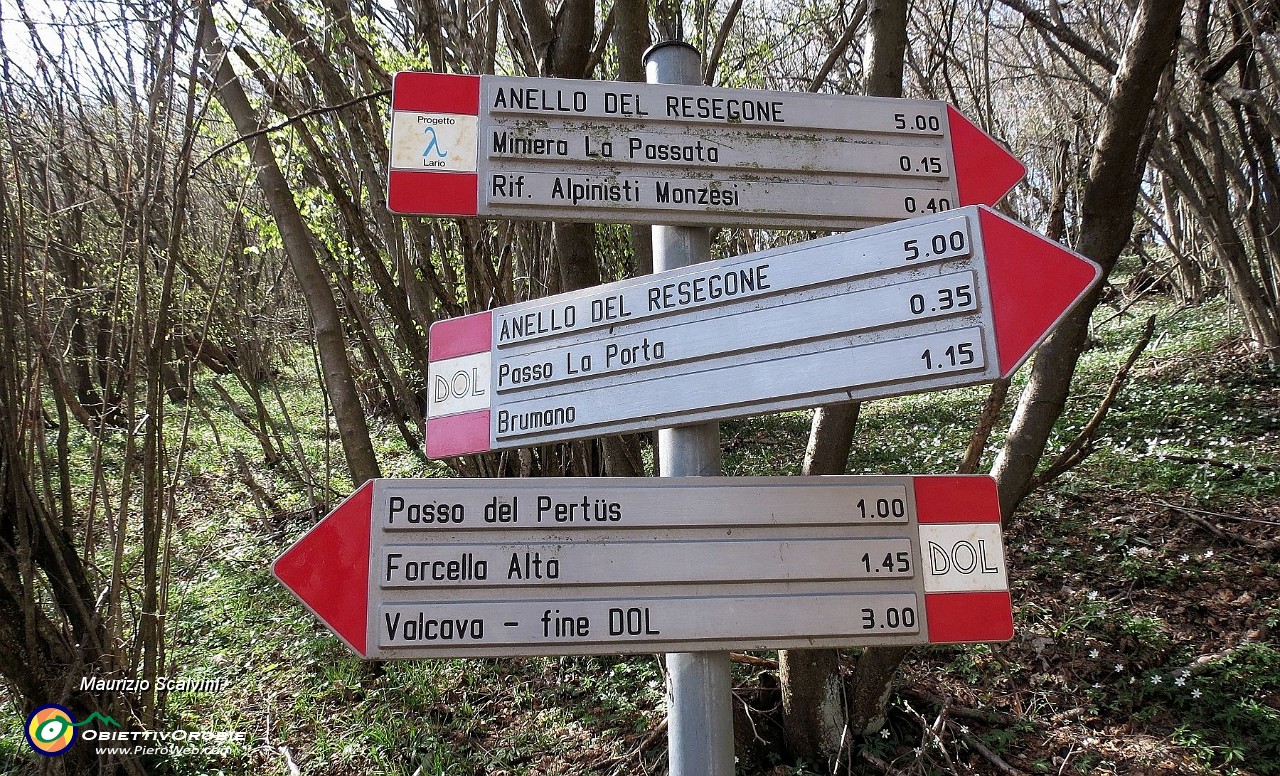 Progetto
λ
Lario
ANELLO DEL RESEGONE 5.00
Miniera La Passata 0.15
Rif. Alpinisti Monzesi 0.40
DOL
ANELLO DEL RESEGONE 5.00
Passo La Porta 0.35
Brumano 1.15
Passo del Pertüs 1.00
Forcella Alta 1.45
Valcava - fine DOL 3.00
DOL
Maurizio Scalvini
OBIETTIVOOROBIE
www.PieroWeb.com